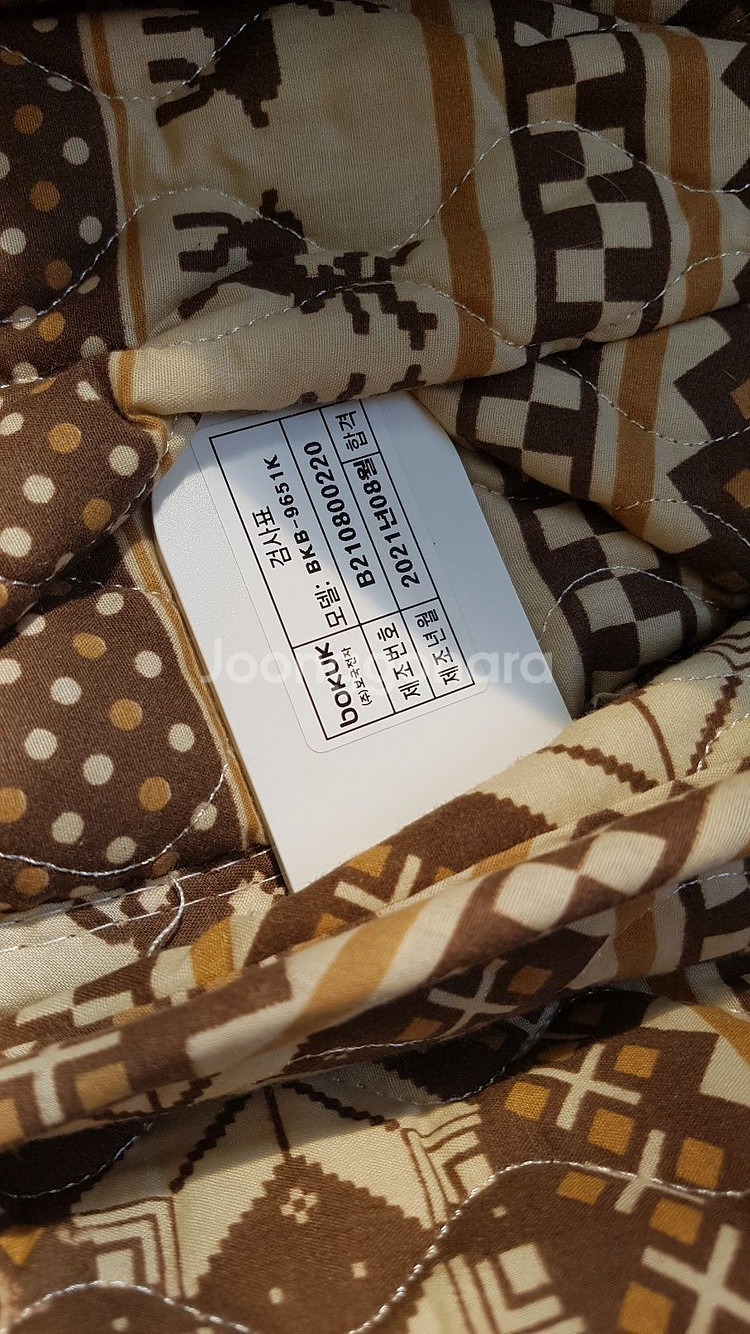 검사표
bokuk
(주)보국전자
모델: BKB-9651K
제조번호 B210800220
제조년월 2021년08월 합격
Joonggonara